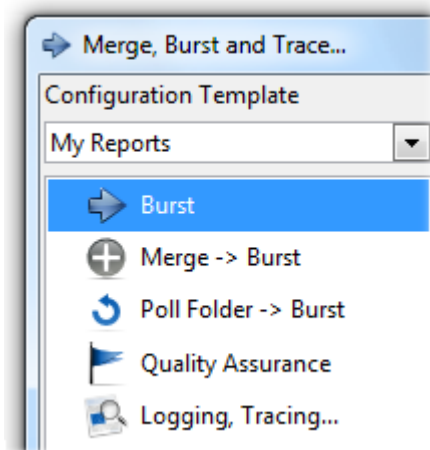 Merge, Burst and Trace...
Configuration Template
My Reports
Burst
Merge -> Burst
Poll Folder -> Burst
Quality Assurance
Logging, Tracing...